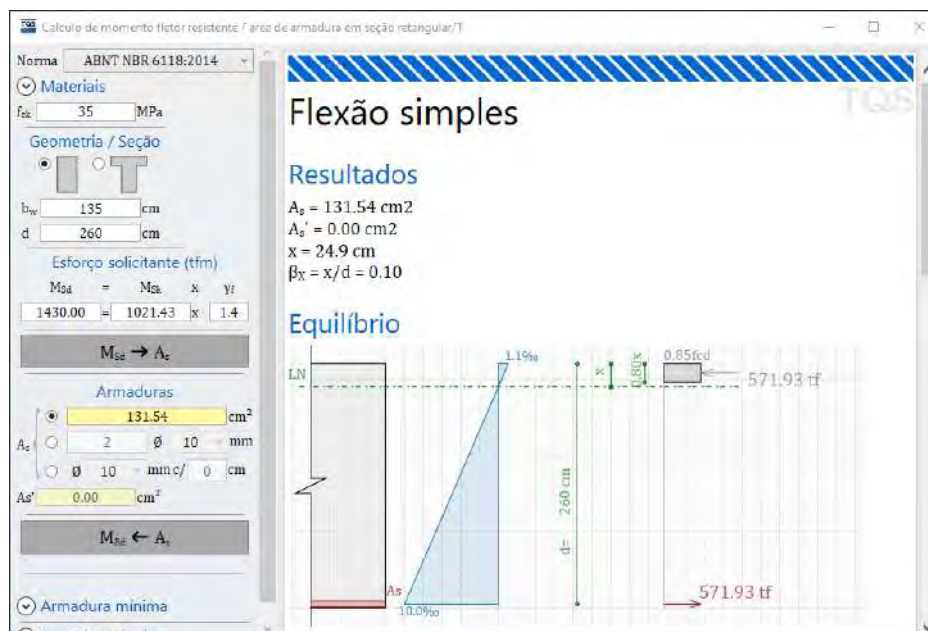 TQS Calculo de momento fletor resistente / área de armadura em seção retangular/T
Norma ABNT NBR 6118:2014
Materiais
fck 35 MPa
Geometria / Seção
bw 135 cm
d 260 cm
Esforço solicitante (tfm)
MSd = MSk x γf
1430.00 = 1021.43 x 1.4
MSd → As
Armaduras
131.54 cm²
As 2 Ø 10 mm
Ø 10 mm c/ 0 cm
As' 0.00 cm²
MRd ← As
Armadura mínima
TQS
Flexão simples
Resultados
As = 131.54 cm2
As' = 0.00 cm2
x = 24.9 cm
βx = x/d = 0.10
Equilíbrio
1.1‰
0.85fcd
LN
x
0.80x
571.93 tf
d= 260 cm
As
10.0‰
571.93 tf